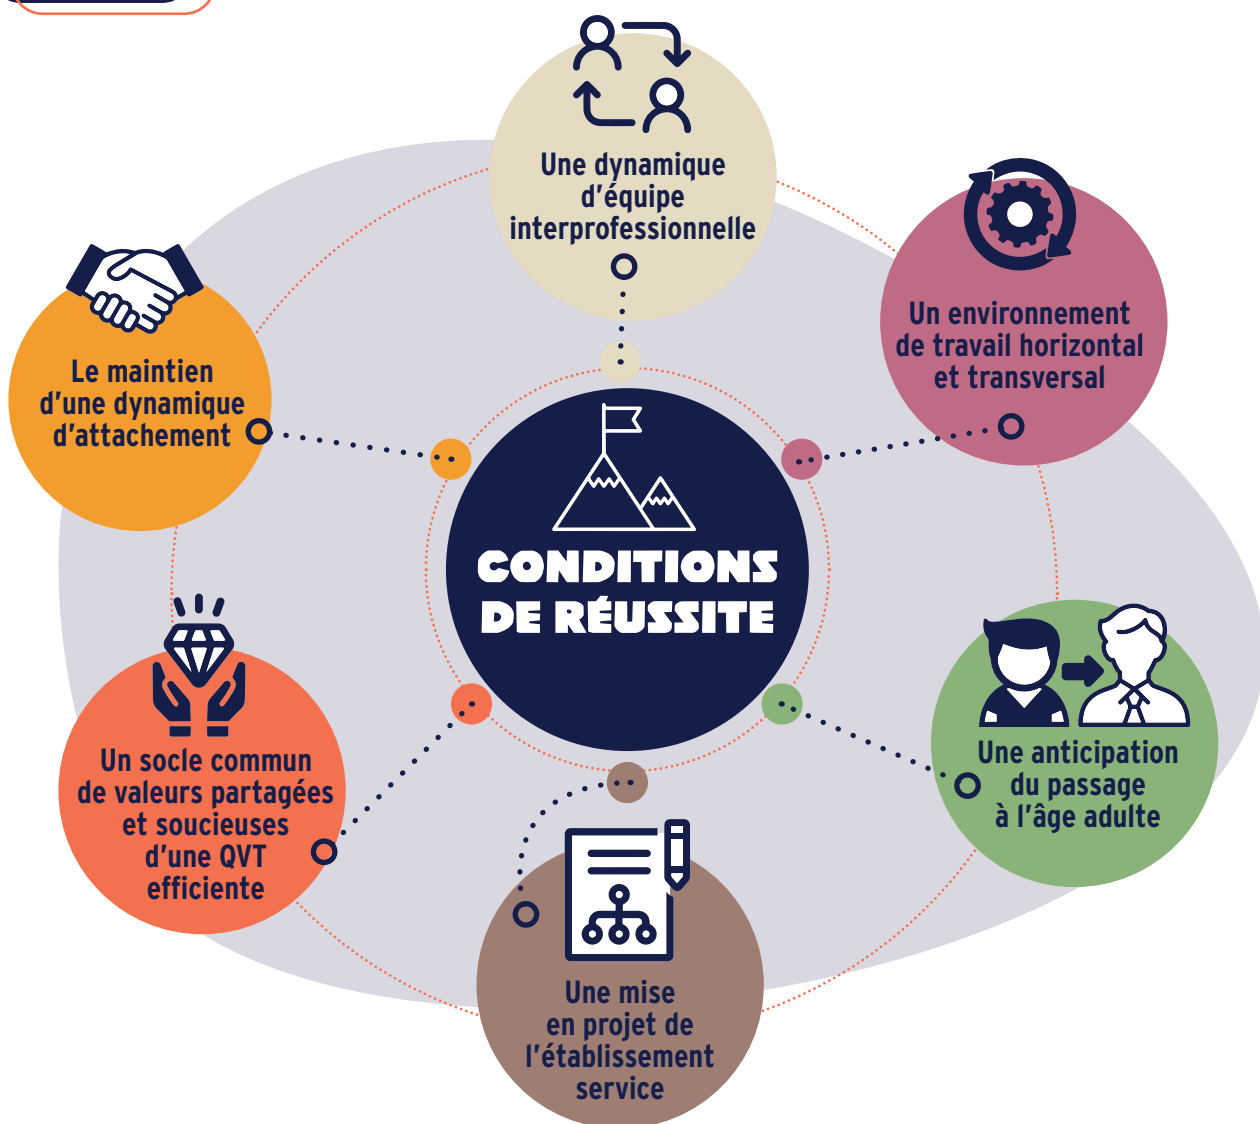 Une dynamique
d'équipe
interprofessionnelle
Un environnement
de travail horizontal
et transversal
Le maintien
d'une dynamique
d'attachement
CONDITIONS
DE RÉUSSITE
Une anticipation
du passage
à l'âge adulte
Un socle commun
de valeurs partagées
et soucieuses
d'une QVT
efficiente
Une mise
en projet de
l'établissement
service